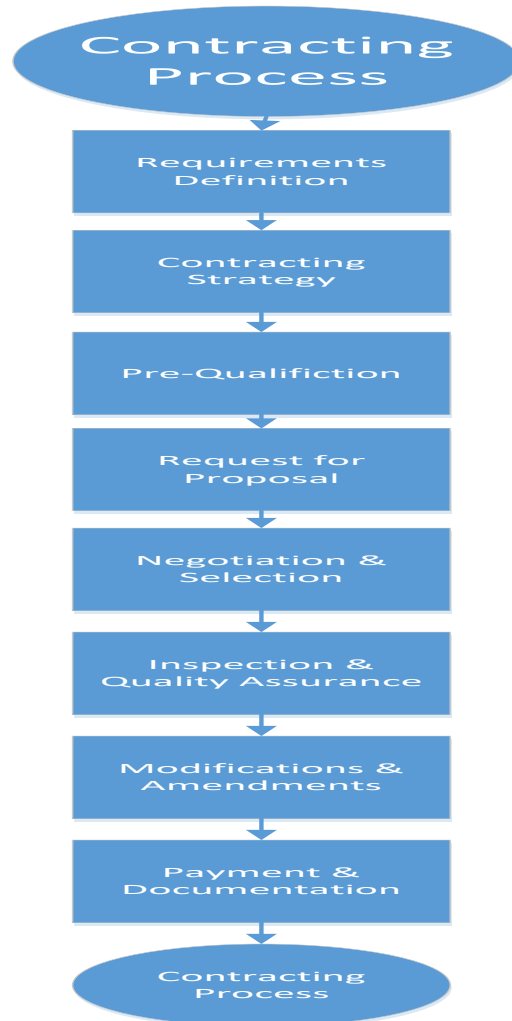 Contracting
Process
Requirements
Definition
Contracting
Strategy
Pre-Qualifiction
Request for
Proposal
Negotiation &
Selection
Inspection &
Quality Assurance
Modifications &
Amendments
Payment &
Documentation
Contracting
Process